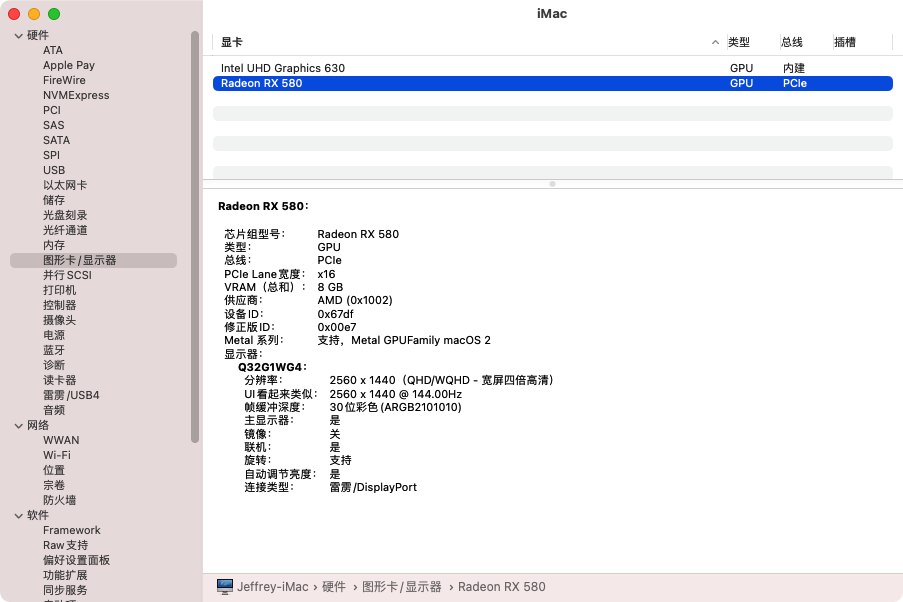 iMac
硬件
ATA
Apple Pay
FireWire
NVMExpress
PCI
SAS
SATA
SPI
USB
以太网卡
储存
光盘刻录
光纤通道
内存
图形卡/显示器
并行SCSI
打印机
控制器
摄像头
电源
蓝牙
诊断
读卡器
雷雳/USB4
音频
网络
WWAN
Wi-Fi
位置
宗卷
防火墙
软件
Framework
Raw支持
偏好设置面板
功能扩展
同步服务
显卡 类型 总线 插槽
Intel UHD Graphics 630 GPU 内建
Radeon RX 580 GPU PCIe
Radeon RX 580：
芯片组型号： Radeon RX 580
类型： GPU
总线： PCIe
PCIe Lane宽度： x16
VRAM（总和）： 8 GB
供应商： AMD (0x1002)
设备ID： 0x67df
修正版ID： 0x00e7
Metal 系列： 支持，Metal GPUFamily macOS 2
显示器：
Q32G1WG4：
分辨率： 2560 x 1440（QHD/WQHD - 宽屏四倍高清）
UI看起来类似： 2560 x 1440 @ 144.00Hz
帧缓冲深度： 30位彩色 (ARGB2101010)
主显示器： 是
镜像： 关
联机： 是
旋转： 支持
自动调节亮度： 是
连接类型： 雷雳/DisplayPort
Jeffrey-iMac › 硬件 › 图形卡/显示器 › Radeon RX 580